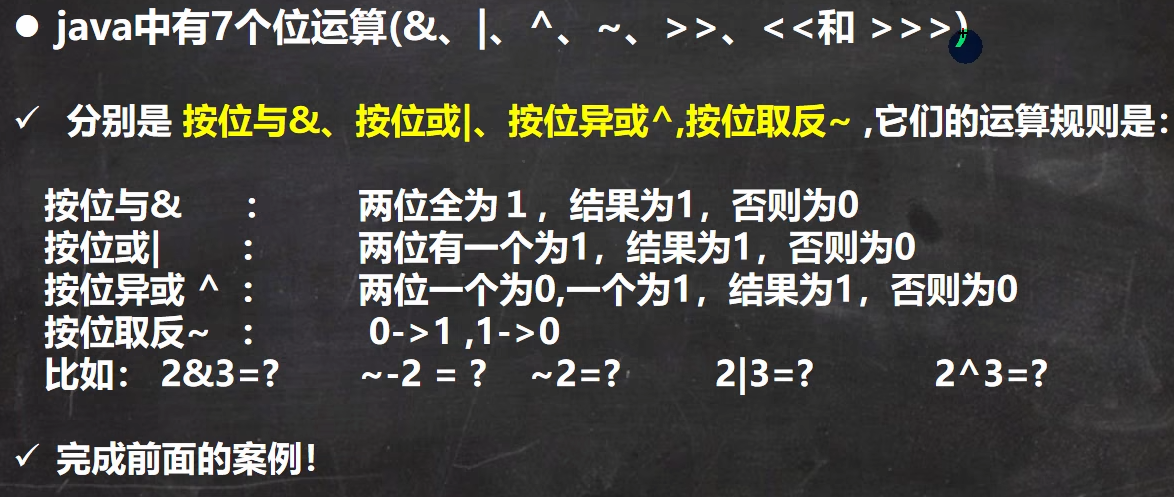 ● java中有7个位运算(&、|、^、~、>>、<<和 >>>)
✓ 分别是 按位与&、按位或|、按位异或^,按位取反~ ,它们的运算规则是：
按位与& ： 两位全为１，结果为1，否则为0
按位或| ： 两位有一个为1，结果为1，否则为0
按位异或 ^ ： 两位一个为0,一个为1，结果为1，否则为0
按位取反~ ： 0->1 ,1->0
比如： 2&3=? ~-2 = ? ~2=? 2|3=? 2^3=?
✓ 完成前面的案例！